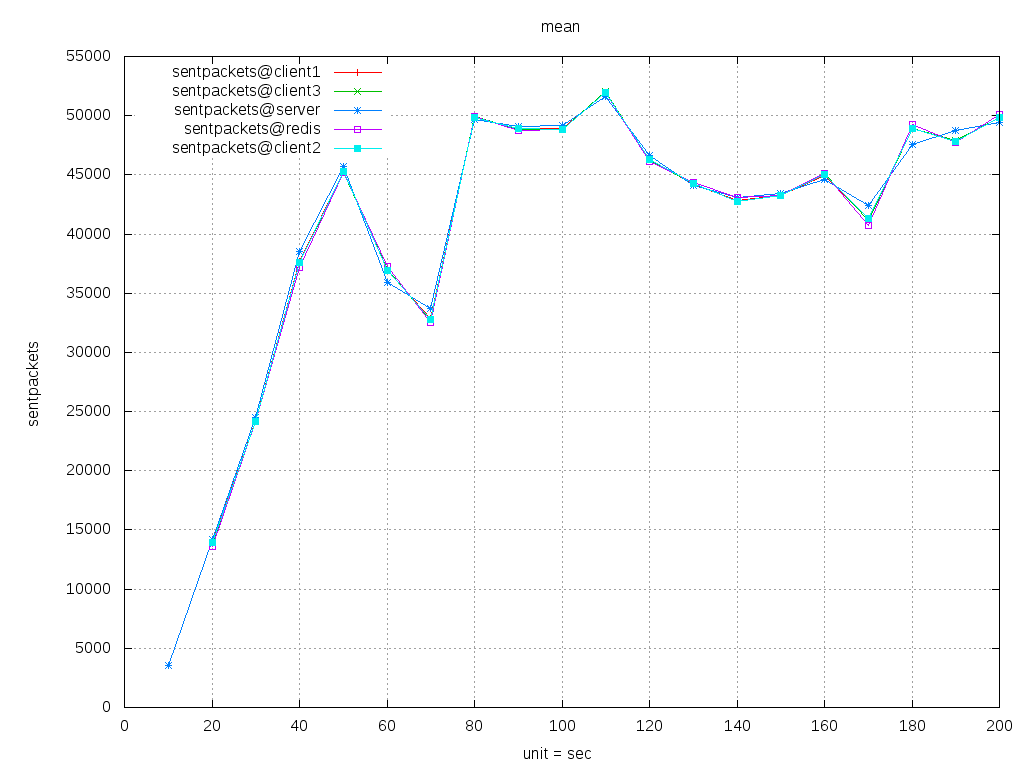 mean
55000
50000
45000
40000
35000
30000
25000
20000
15000
10000
5000
0
sentpackets
sentpackets@client1
sentpackets@client3
sentpackets@server
sentpackets@redis
sentpackets@client2
0 20 40 60 80 100 120 140 160 180 200
unit = sec